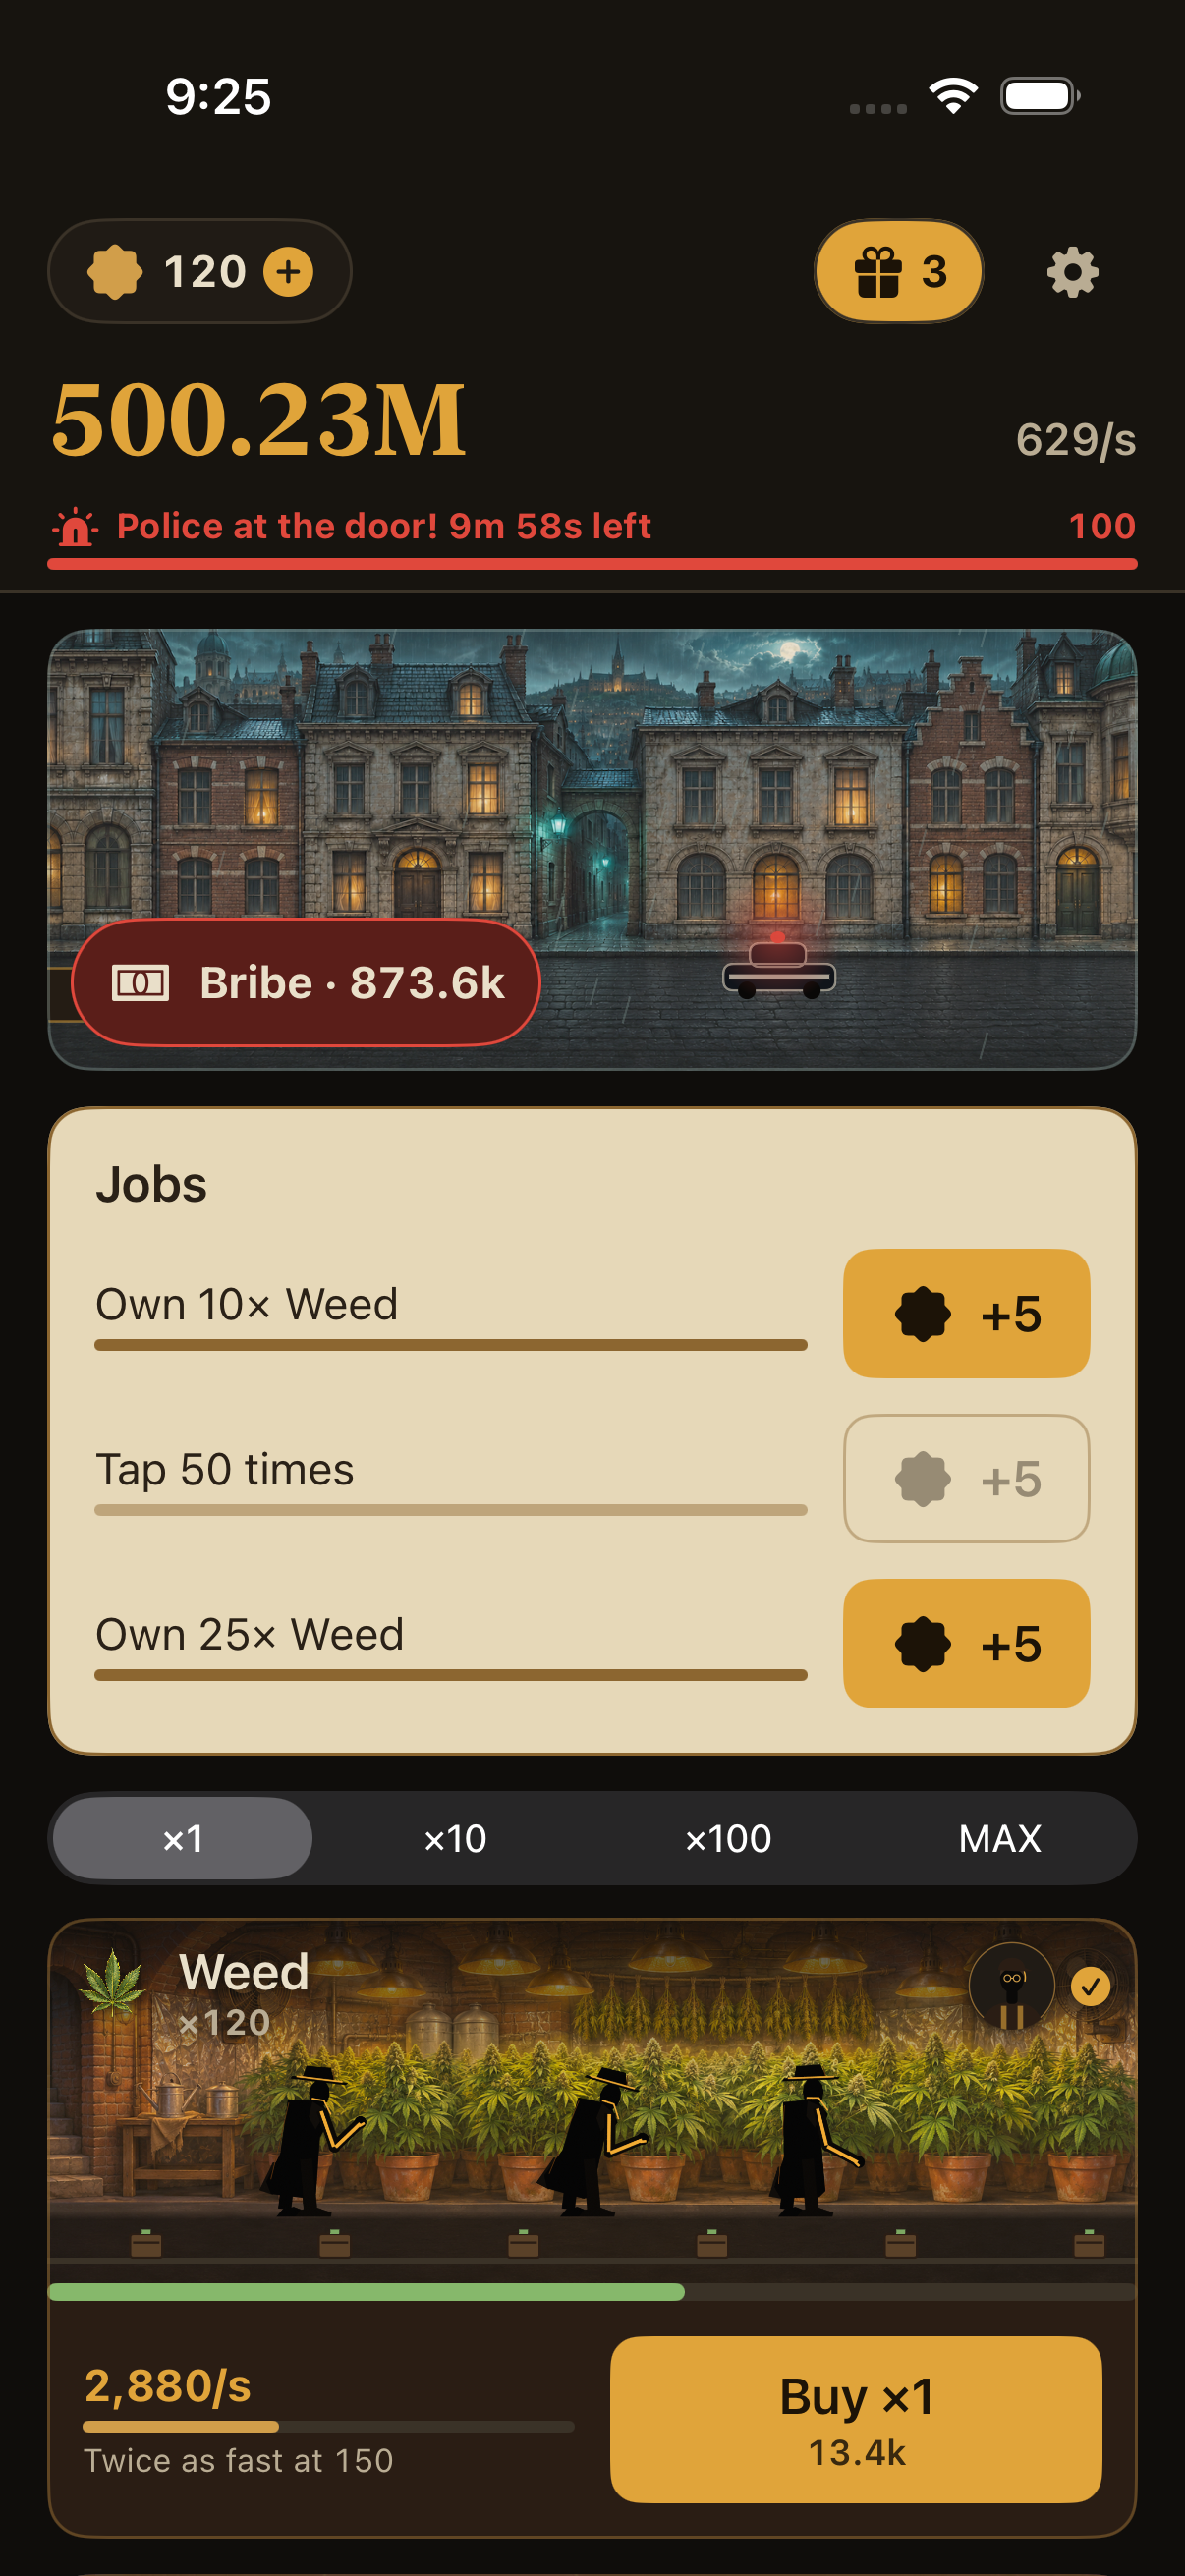 9:25
120
3
500.23M
629/s
Police at the door! 9m 58s left
100
Bribe · 873.6k
Jobs
Own 10× Weed
+5
Tap 50 times
+5
Own 25× Weed
+5
×1
×10
×100
MAX
Weed
×120
2,880/s
Twice as fast at 150
Buy ×1
13.4k